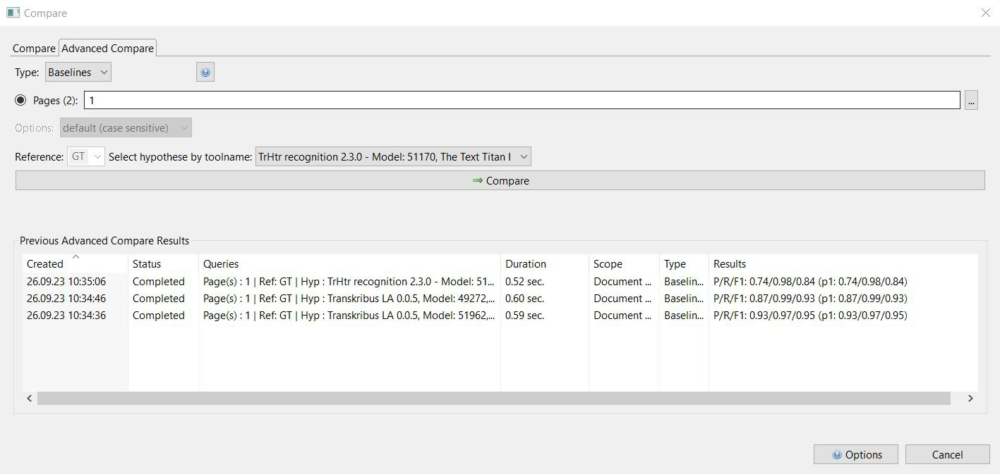 Compare
Compare Advanced Compare
Type: Baselines
Pages (2): 1 ...
Options: default (case sensitive)
Reference: GT Select hypothese by toolname: TrHtr recognition 2.3.0 - Model: 51170, The Text Titan I
Compare
Previous Advanced Compare Results
Created Status Queries Duration Scope Type Results
26.09.23 10:35:06 Completed Page(s) : 1 | Ref: GT | Hyp : TrHtr recognition 2.3.0 - Model: 51... 0.52 sec. Document ... Baselin... P/R/F1: 0.74/0.98/0.84 (p1: 0.74/0.98/0.84)
26.09.23 10:34:46 Completed Page(s) : 1 | Ref: GT | Hyp : Transkribus LA 0.0.5, Model: 49272,... 0.60 sec. Document ... Baselin... P/R/F1: 0.87/0.99/0.93 (p1: 0.87/0.99/0.93)
26.09.23 10:34:36 Completed Page(s) : 1 | Ref: GT | Hyp : Transkribus LA 0.0.5, Model: 51962,... 0.59 sec. Document ... Baselin... P/R/F1: 0.93/0.97/0.95 (p1: 0.93/0.97/0.95)
Options Cancel